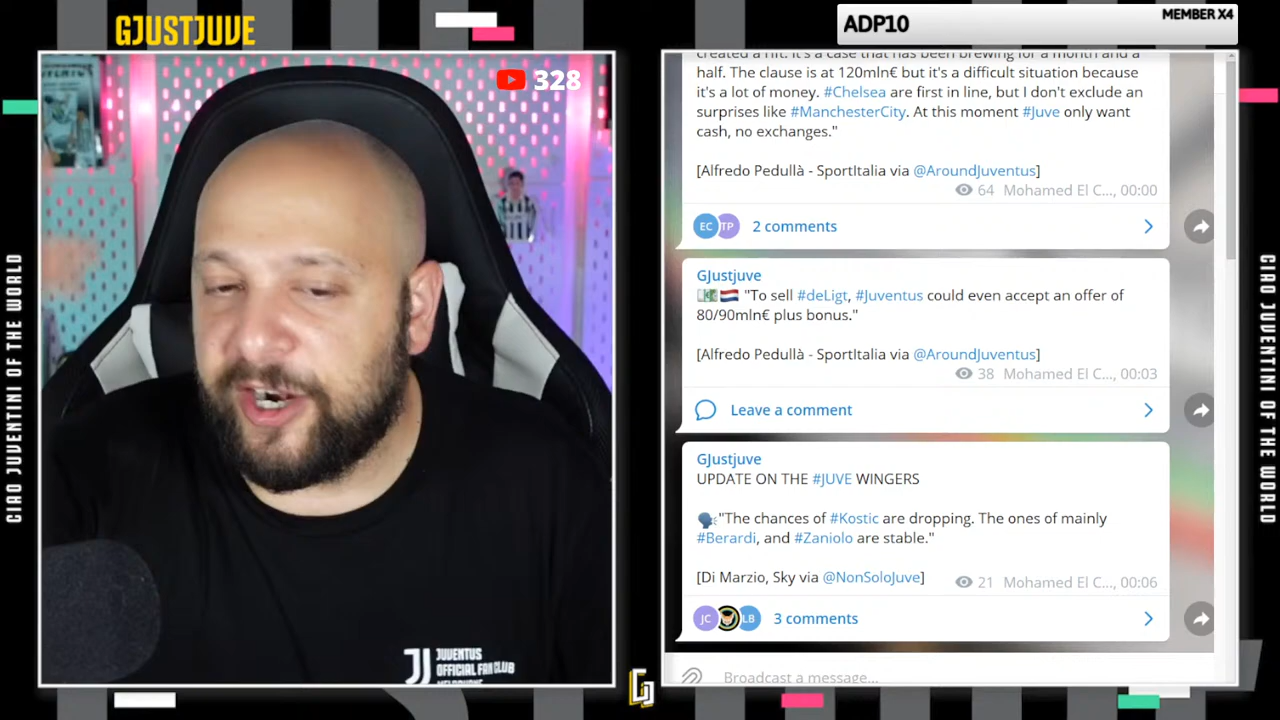 GJUSTJUVE
328
ADP10
MEMBER X4
CIAO JUVENTINI OF THE WORLD
created a rift. It's a case that has been brewing for a month and a
half. The clause is at 120mln€ but it's a difficult situation because
it's a lot of money. #Chelsea are first in line, but I don't exclude an
surprises like #ManchesterCity. At this moment #Juve only want
cash, no exchanges."
[Alfredo Pedullà - SportItalia via @AroundJuventus]
64 Mohamed El C..., 00:00
EC TP 2 comments
GJustjuve
"To sell #deLigt, #Juventus could even accept an offer of
80/90mln€ plus bonus."
[Alfredo Pedullà - SportItalia via @AroundJuventus]
38 Mohamed El C..., 00:03
Leave a comment
GJustjuve
UPDATE ON THE #JUVE WINGERS
"The chances of #Kostic are dropping. The ones of mainly
#Berardi, and #Zaniolo are stable."
[Di Marzio, Sky via @NonSoloJuve]
21 Mohamed El C..., 00:06
JC LB 3 comments
Broadcast a message...
JUVENTUS
OFFICIAL FAN CLUB
CIAO JUVENTINI OF THE WORLD